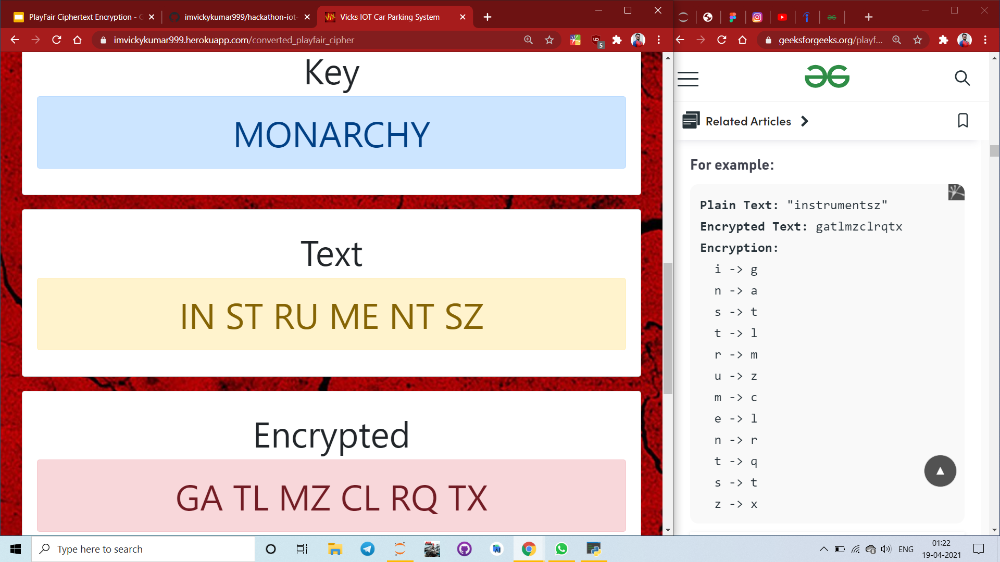 PlayFair Ciphertext Encryption - G
imvickykumar999/hackathon-iot-
Vicks IOT Car Parking System
imvickykumar999.herokuapp.com/converted_playfair_cipher
5
Key
MONARCHY
Text
IN ST RU ME NT SZ
Encrypted
GA TL MZ CL RQ TX
geeksforgeeks.org/playf...
Related Articles
For example:
Plain Text: "instrumentsz"
Encrypted Text: gatlmzclrqtx
Encryption:
i -> g
n -> a
s -> t
t -> l
r -> m
u -> z
m -> c
e -> l
n -> r
t -> q
s -> t
z -> x
Type here to search
ENG
01:22
19-04-2021